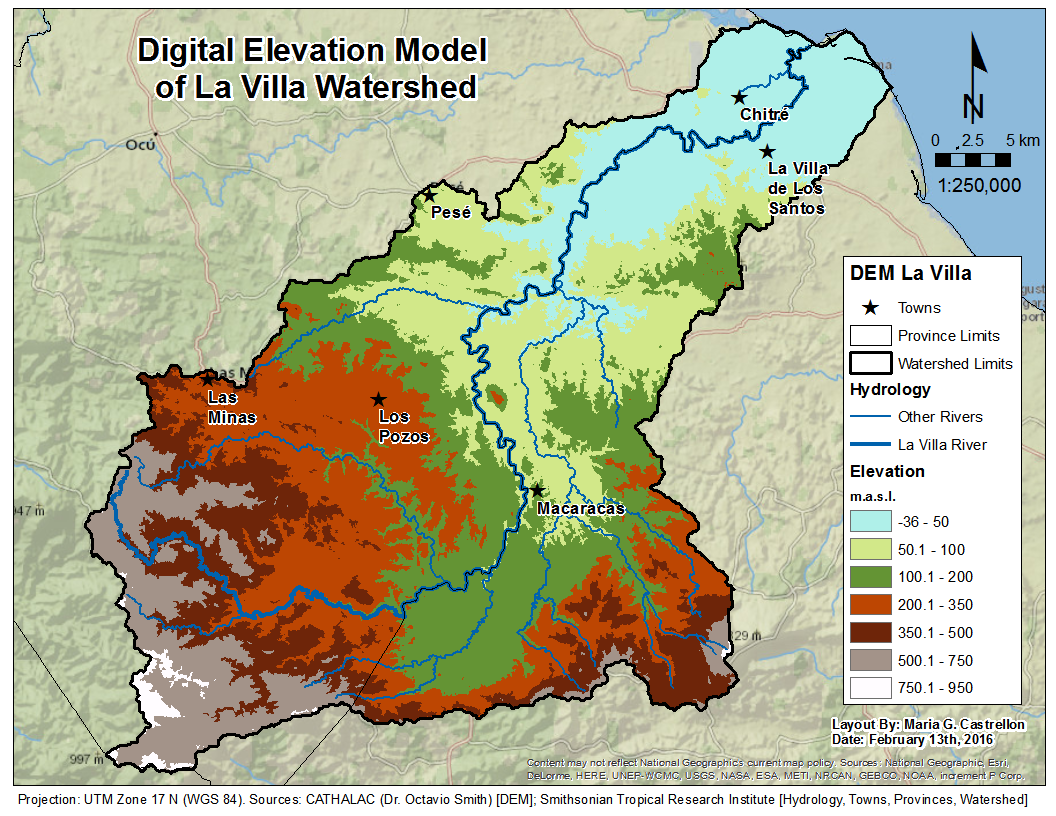 Digital Elevation Model
of La Villa Watershed
N
0 2.5 5 km
1:250,000
Ocú
Chitré
La Villa
de Los
Santos
Pesé
Las
Minas
Los
Pozos
Macaracas
947 m
997 m
DEM La Villa
Towns
Province Limits
Watershed Limits
Hydrology
Other Rivers
La Villa River
Elevation
m.a.s.l.
-36 - 50
50.1 - 100
100.1 - 200
200.1 - 350
350.1 - 500
500.1 - 750
750.1 - 950
Layout By: Maria G. Castrellon
Date: February 13th, 2016
Content may not reflect National Geographic's current map policy. Sources: National Geographic, Esri,
DeLorme, HERE, UNEP-WCMC, USGS, NASA, ESA, METI, NRCAN, GEBCO, NOAA, increment P Corp.
Projection: UTM Zone 17 N (WGS 84). Sources: CATHALAC (Dr. Octavio Smith) [DEM]; Smithsonian Tropical Research Institute [Hydrology, Towns, Provinces, Watershed]